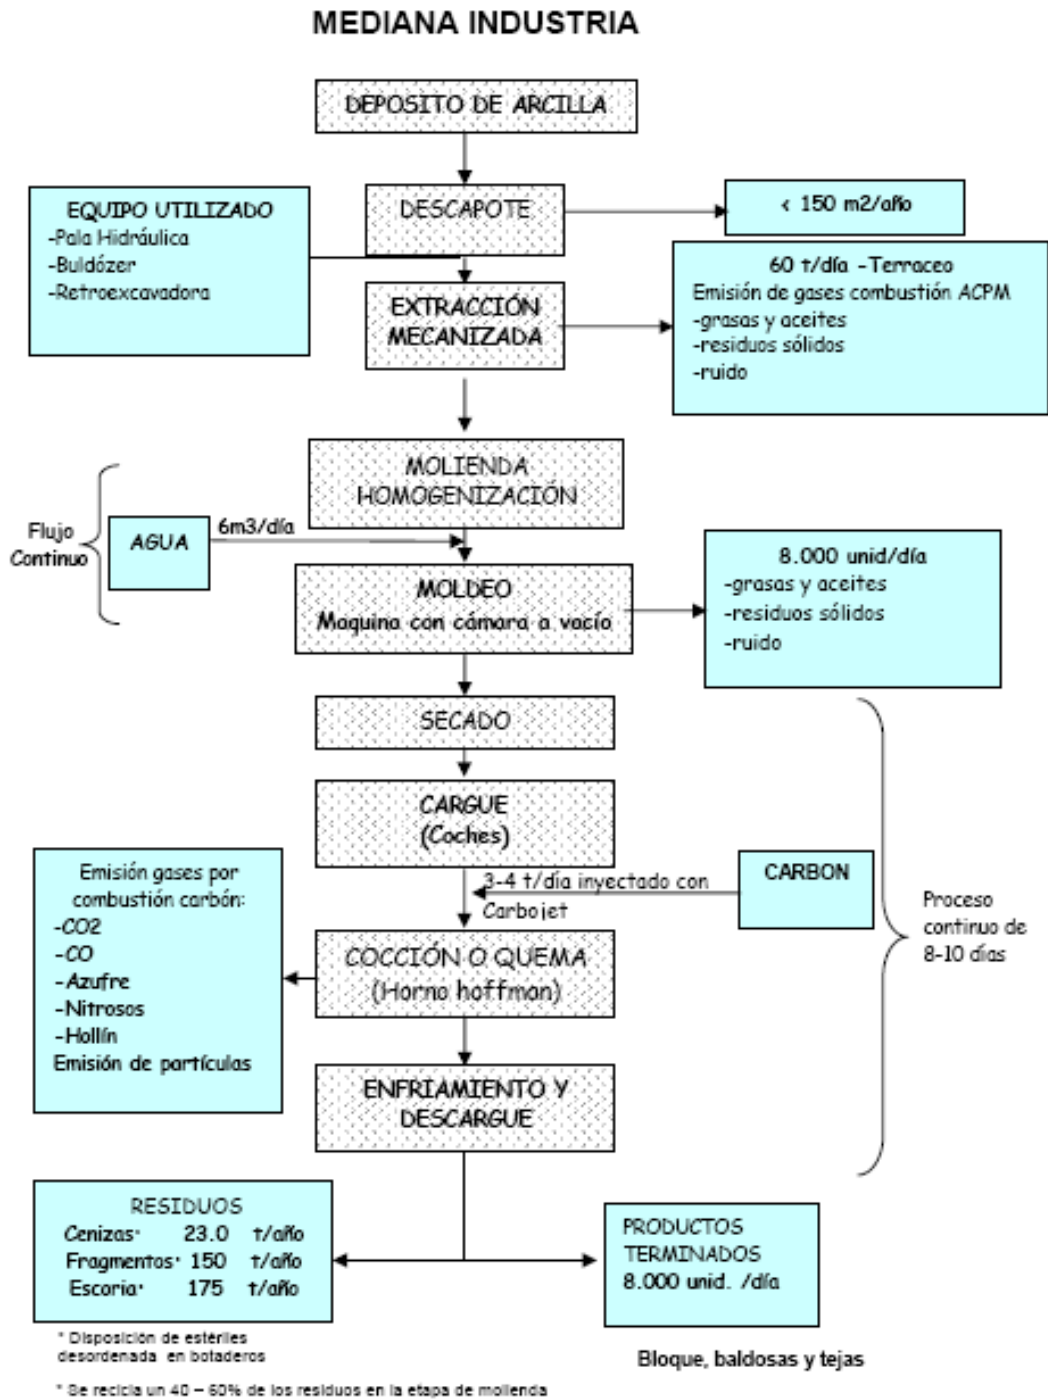 MEDIANA INDUSTRIA
DEPOSITO DE ARCILLA
EQUIPO UTILIZADO
-Pala Hidráulica
-Buldózer
-Retroexcavadora
DESCAPOTE
< 150 m2/año
60 t/día -Terraceo
Emisión de gases combustión ACPM
-grasas y aceites
-residuos sólidos
-ruido
EXTRACCIÓN
MECANIZADA
MOLIENDA
HOMOGENIZACIÓN
Flujo
Continuo
AGUA
6m3/día
MOLDEO
Maquina con cámara a vacío
8.000 unid/día
-grasas y aceites
-residuos sólidos
-ruido
SECADO
CARGUE
(Coches)
3-4 t/día inyectado con
Carbojet
CARBON
Proceso
continuo de
8-10 días
Emisión gases por
combustión carbón:
-CO2
-CO
-Azufre
-Nitrosos
-Hollín
Emisión de partículas
COCCIÓN O QUEMA
(Horno hoffman)
ENFRIAMIENTO Y
DESCARGUE
RESIDUOS
Cenizas· 23.0 t/año
Fragmentos· 150 t/año
Escoria· 175 t/año
PRODUCTOS
TERMINADOS
8.000 unid. /día
* Disposición de estériles
desordenada en botaderos
Bloque, baldosas y tejas
* Se recicla un 40 – 60% de los residuos en la etapa de molienda